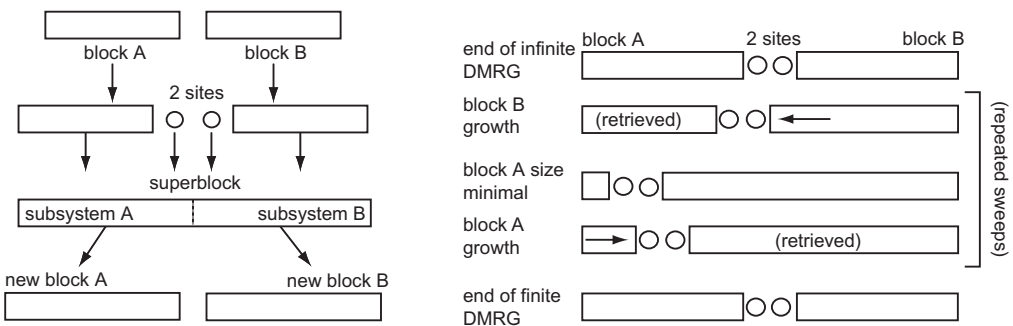 block A
block B
2 sites
superblock
subsystem A
subsystem B
new block A
new block B
end of infinite
DMRG
block A
2 sites
block B
block B
growth
(retrieved)
block A size
minimal
block A
growth
(retrieved)
end of finite
DMRG
(repeated sweeps)